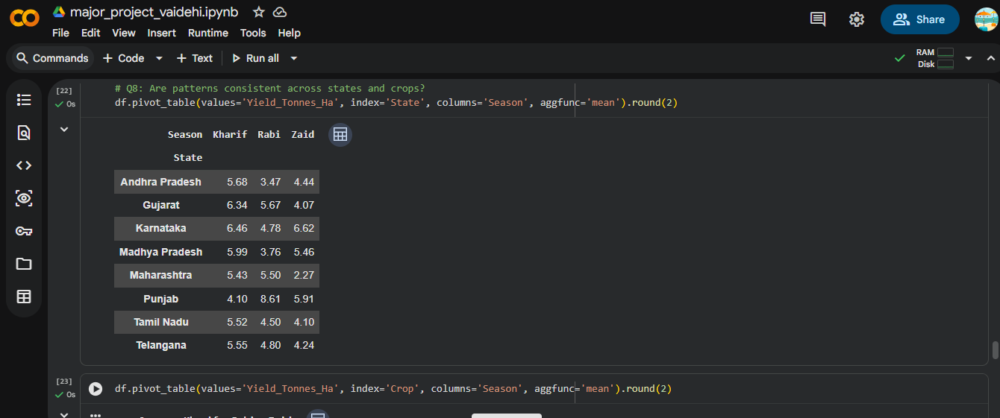 major_project_vaidehi.ipynb
File Edit View Insert Runtime Tools Help
Share
Commands + Code + Text Run all
RAM
Disk
[22]
0s
# Q8: Are patterns consistent across states and crops?
df.pivot_table(values='Yield_Tonnes_Ha', index='State', columns='Season', aggfunc='mean').round(2)
Season Kharif Rabi Zaid
State
Andhra Pradesh 5.68 3.47 4.44
Gujarat 6.34 5.67 4.07
Karnataka 6.46 4.78 6.62
Madhya Pradesh 5.99 3.76 5.46
Maharashtra 5.43 5.50 2.27
Punjab 4.10 8.61 5.91
Tamil Nadu 5.52 4.50 4.10
Telangana 5.55 4.80 4.24
[23]
0s
df.pivot_table(values='Yield_Tonnes_Ha', index='Crop', columns='Season', aggfunc='mean').round(2)